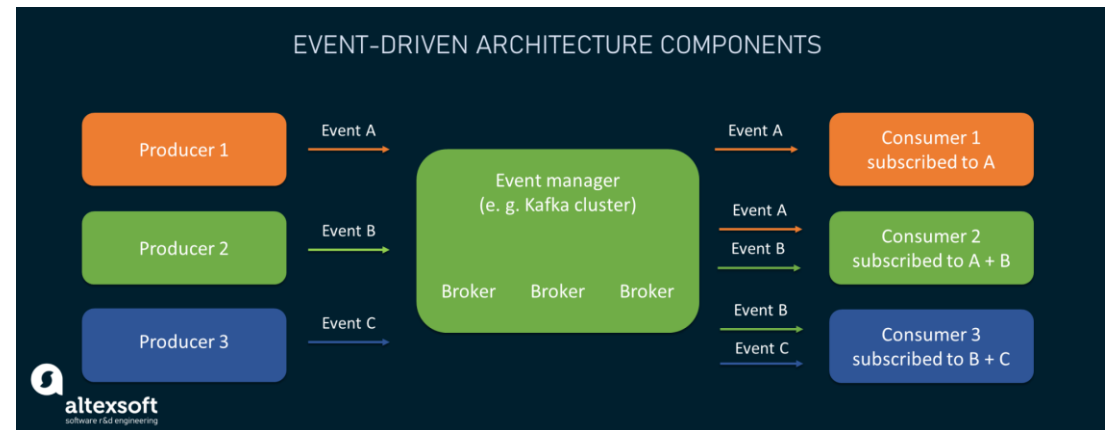 EVENT-DRIVEN ARCHITECTURE COMPONENTS
Producer 1
Event A
Producer 2
Event B
Producer 3
Event C
Event manager
(e. g. Kafka cluster)
Broker Broker Broker
Event A
Consumer 1
subscribed to A
Event A
Event B
Consumer 2
subscribed to A + B
Event B
Event C
Consumer 3
subscribed to B + C
altexsoft
software r&d engineering